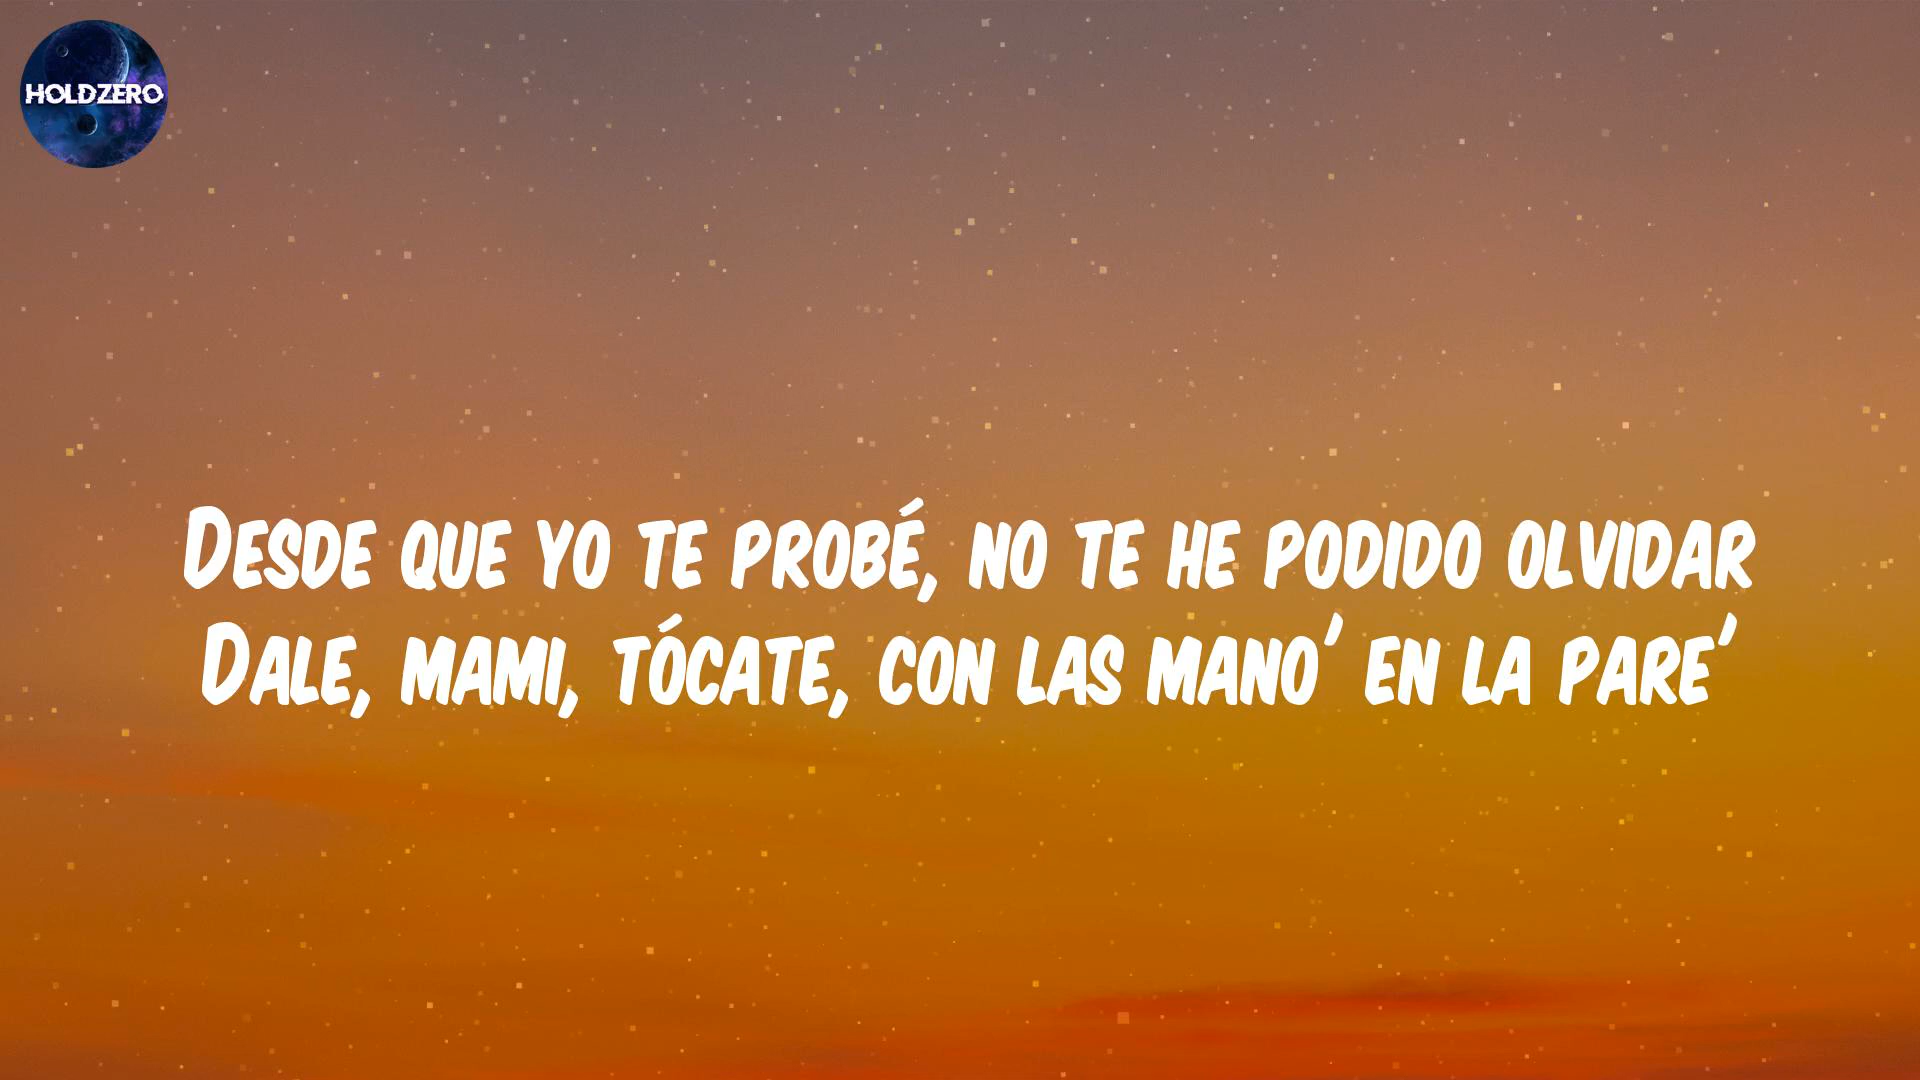 HOLDZERO
Desde que yo te probé, no te he podido olvidar
Dale, mami, tócate, con las mano' en la pare'